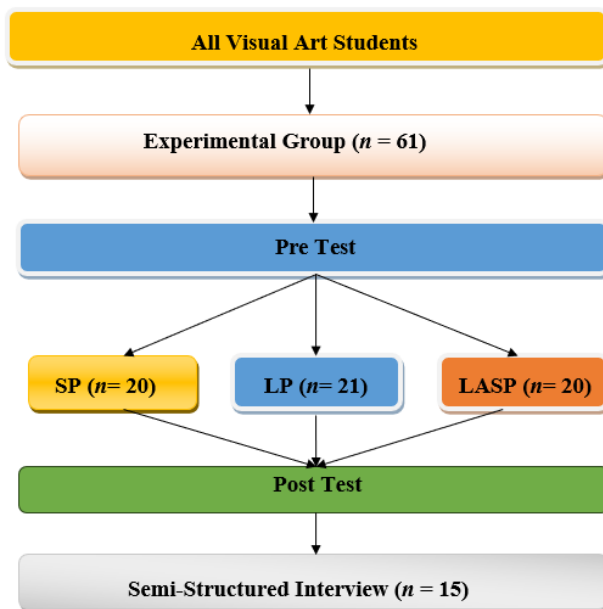 All Visual Art Students
Experimental Group (n = 61)
Pre Test
SP (n= 20)
LP (n= 21)
LASP (n= 20)
Post Test
Semi-Structured Interview (n = 15)